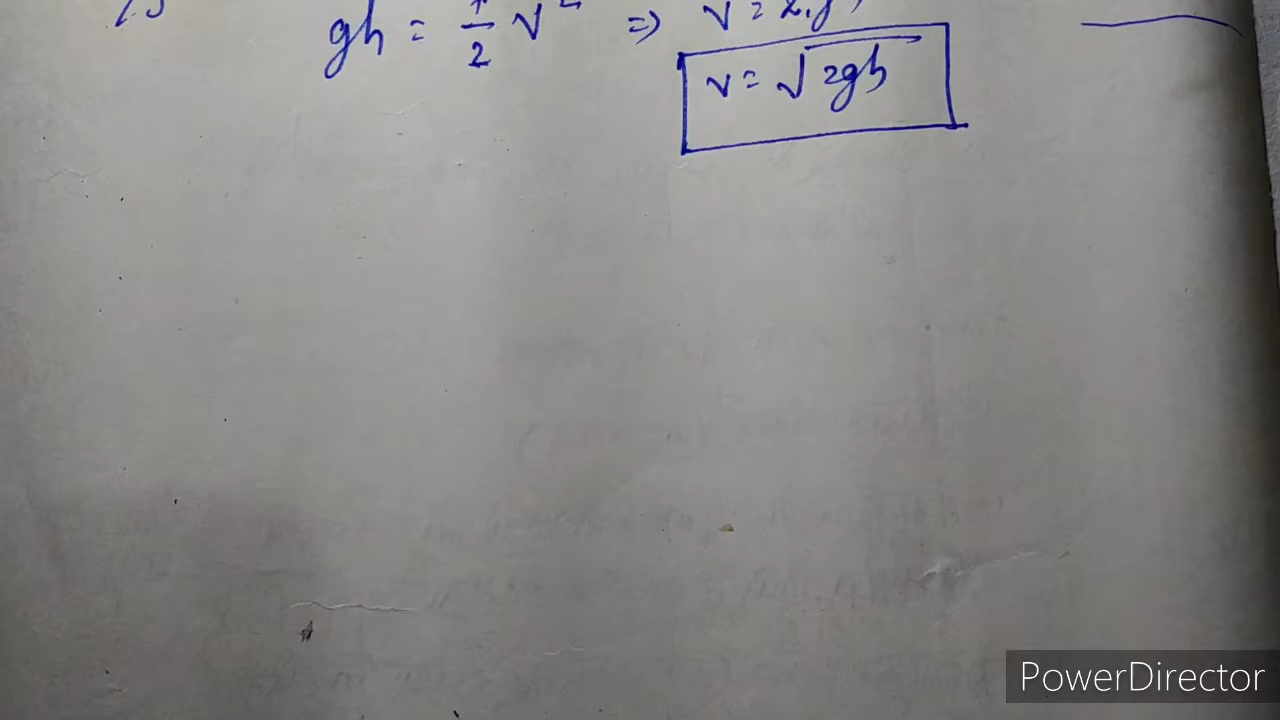 gh = 1/2 v² ⇒
v = √2gh
PowerDirector